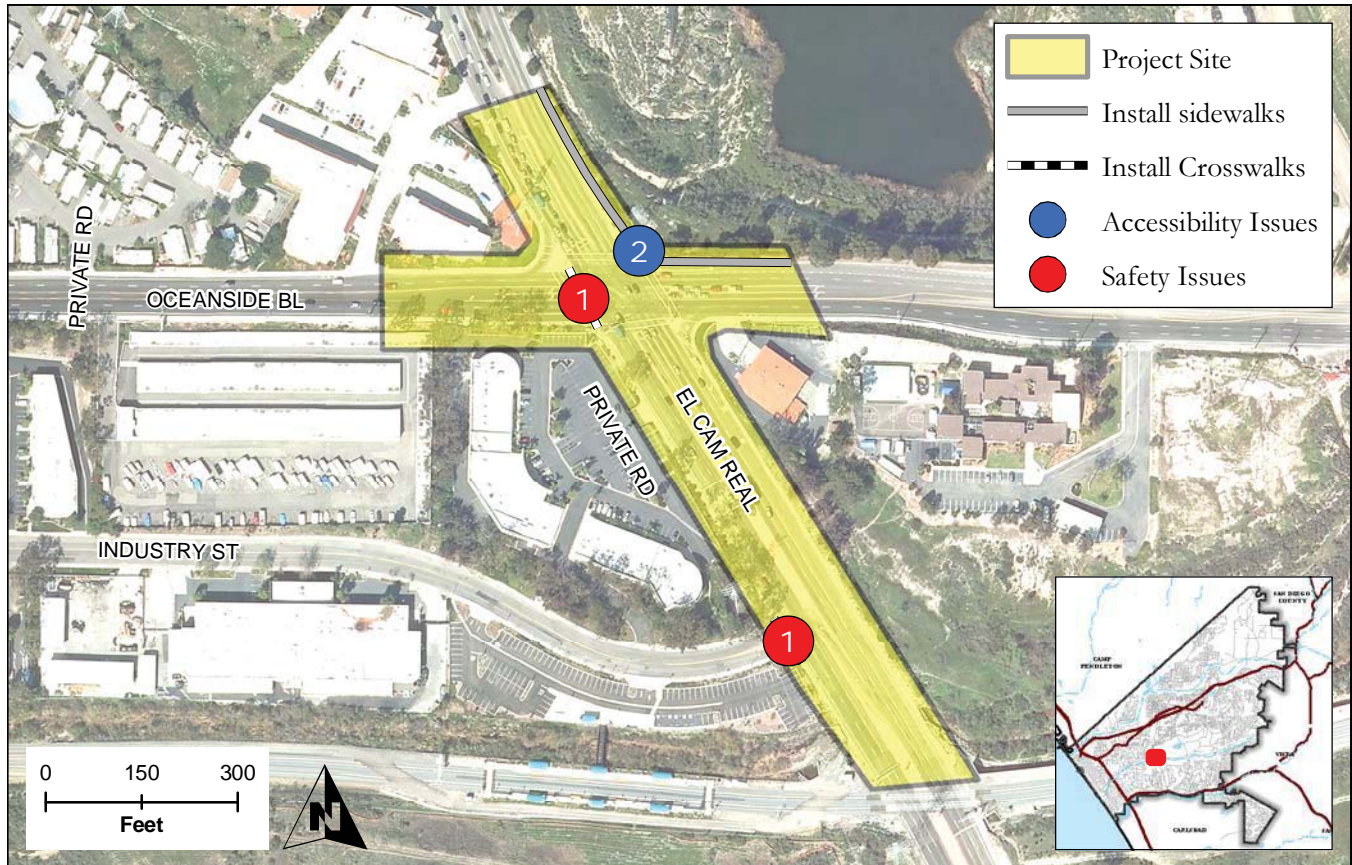 Project Site
Install sidewalks
Install Crosswalks
Accessibility Issues
Safety Issues
2
1
PRIVATE RD
OCEANSIDE BL
PRIVATE RD
EL CAM REAL
INDUSTRY ST
1
0 150 300
Feet
N
SAN DIEGO
COUNTY
CAMP
PENDLETON
VISTA
CARLSBAD